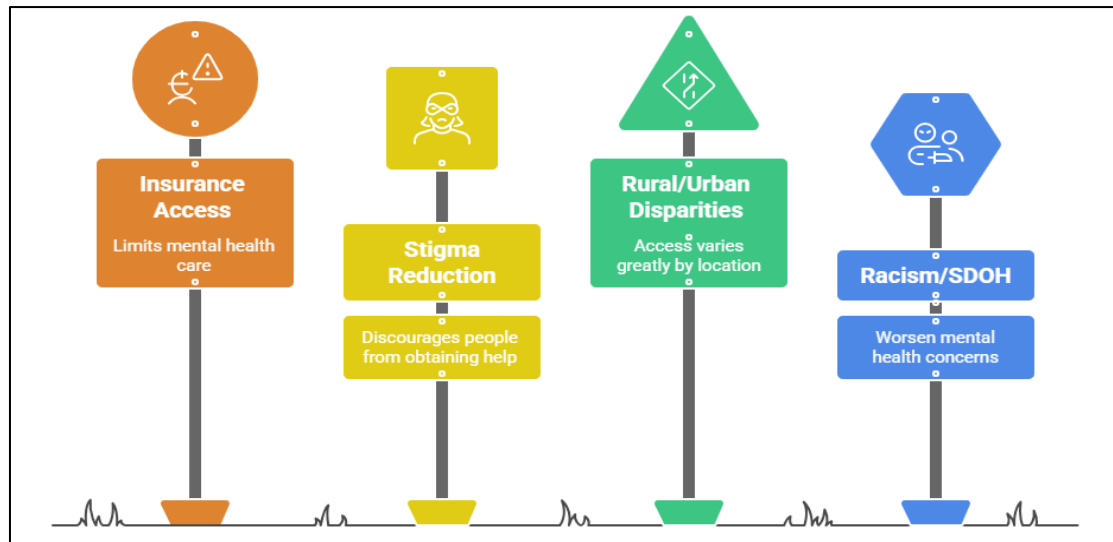 Insurance
Access
Limits mental health
care
Stigma
Reduction
Discourages people
from obtaining help
Rural/Urban
Disparities
Access varies
greatly by location
Racism/SDOH
Worsen mental
health concerns